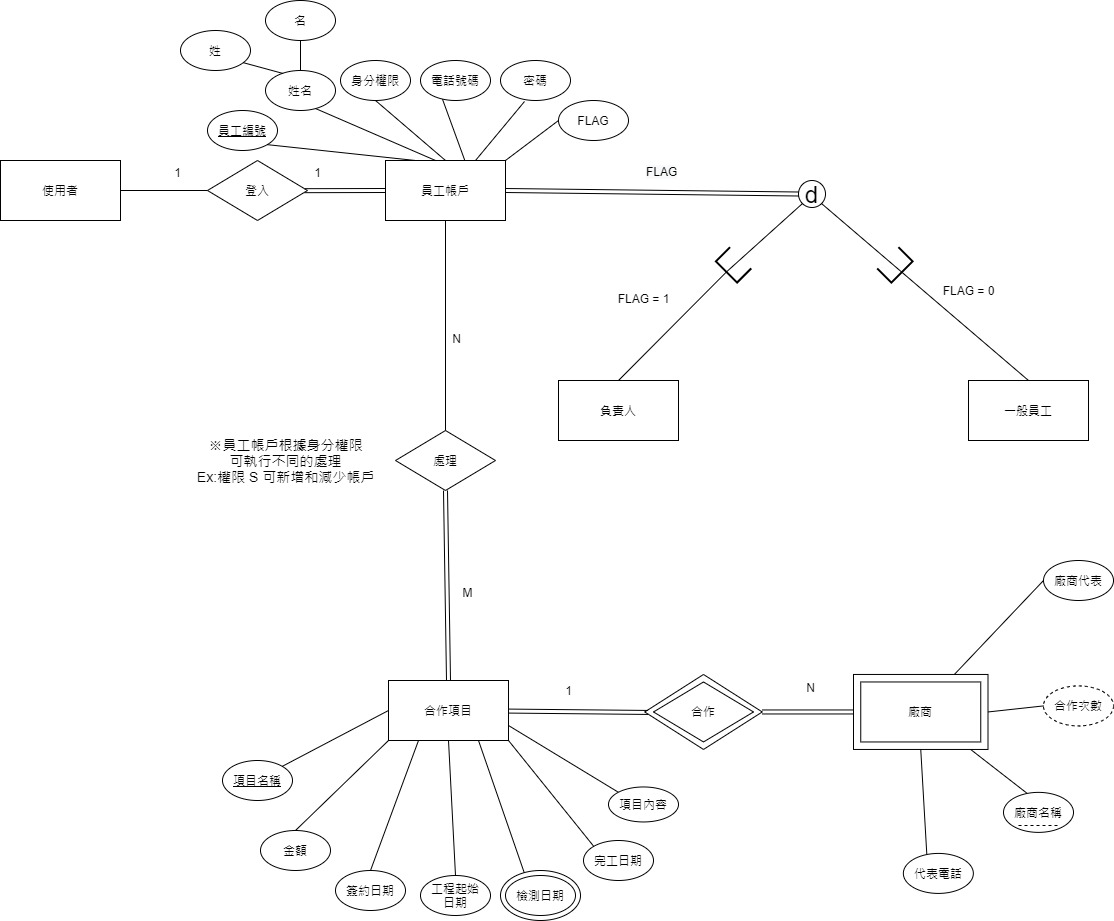 名
姓
姓名
身分權限
電話號碼
密碼
FLAG
員工編號
使用者
1
登入
1
員工帳戶
FLAG
d
FLAG = 1
FLAG = 0
N
負責人
一般員工
※員工帳戶根據身分權限
可執行不同的處理
Ex:權限 S 可新增和減少帳戶
處理
M
廠商代表
合作項目
1
合作
N
廠商
合作次數
項目名稱
項目內容
廠商名稱
金額
完工日期
代表電話
簽約日期
工程起始
日期
檢測日期